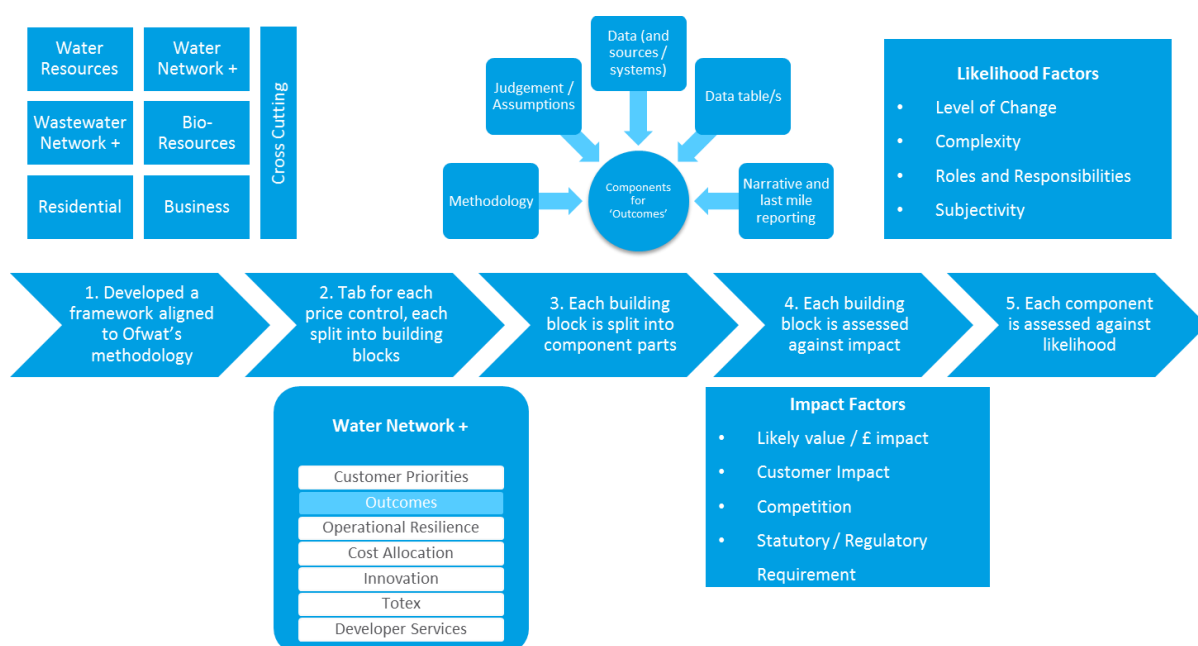 Water
Resources
Water
Network +
Wastewater
Network +
Bio-
Resources
Residential
Business
Cross Cutting
Methodology
Judgement /
Assumptions
Data (and
sources /
systems)
Data table/s
Narrative and
last mile
reporting
Components
for
‘Outcomes’
Likelihood Factors
• Level of Change
• Complexity
• Roles and Responsibilities
• Subjectivity
1. Developed a
framework aligned
to Ofwat’s
methodology
2. Tab for each
price control, each
split into building
blocks
3. Each building
block is split into
component parts
4. Each building
block is assessed
against impact
5. Each component
is assessed against
likelihood
Water Network +
Customer Priorities
Outcomes
Operational Resilience
Cost Allocation
Innovation
Totex
Developer Services
Impact Factors
• Likely value / £ impact
• Customer Impact
• Competition
• Statutory / Regulatory
Requirement